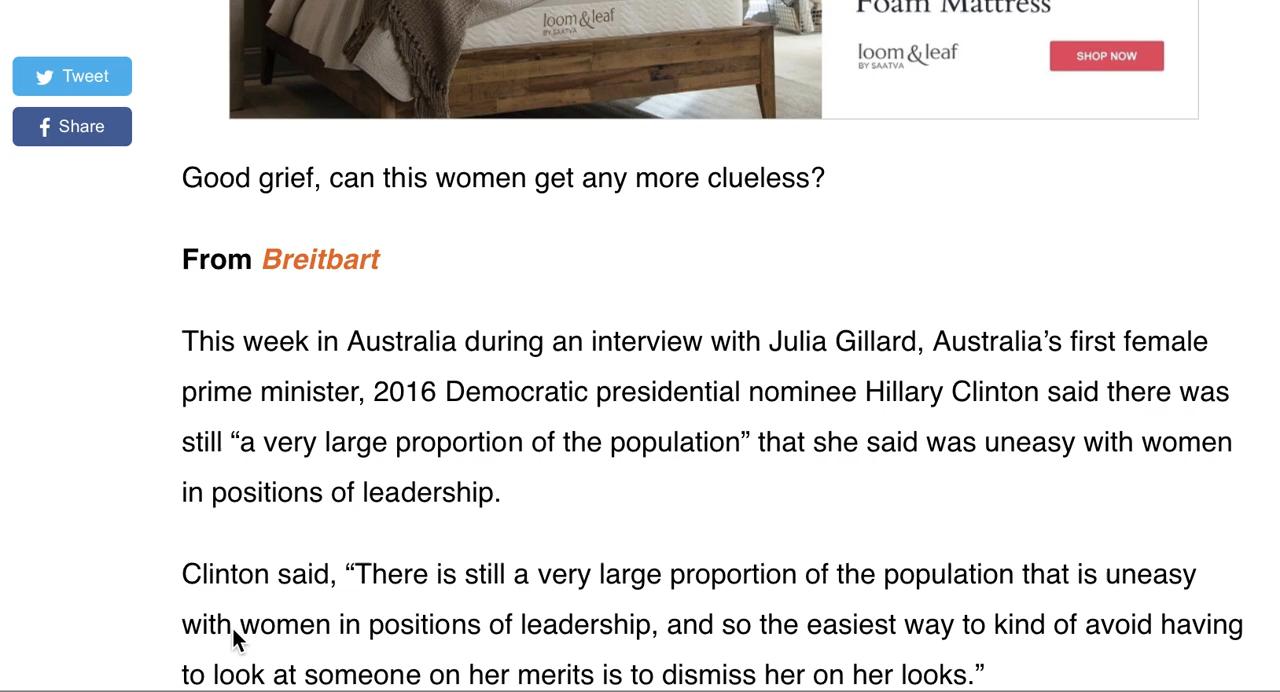 loom & leaf
BY SAATVA
Foam Mattress
loom & leaf
BY SAATVA
SHOP NOW
Tweet
Share
Good grief, can this women get any more clueless?
From Breitbart
This week in Australia during an interview with Julia Gillard, Australia’s first female
prime minister, 2016 Democratic presidential nominee Hillary Clinton said there was
still “a very large proportion of the population” that she said was uneasy with women
in positions of leadership.
Clinton said, “There is still a very large proportion of the population that is uneasy
with women in positions of leadership, and so the easiest way to kind of avoid having
to look at someone on her merits is to dismiss her on her looks.”